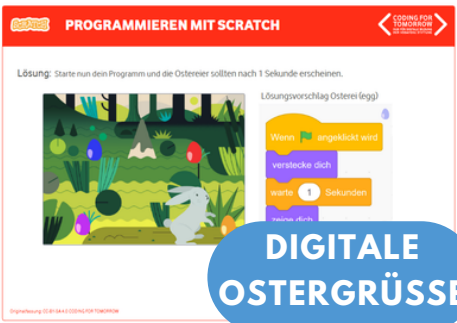 SCRATCH
PROGRAMMIEREN MIT SCRATCH
CODING FOR
TOMORROW
Lösung: Starte nun dein Programm und die Ostereier sollten nach 1 Sekunde erscheinen.
Lösungsvorschlag Osterei (egg)
Wenn angeklickt wird
verstecke dich
warte 1 Sekunden
zeige dich
DIGITALE
OSTERGRÜSSE